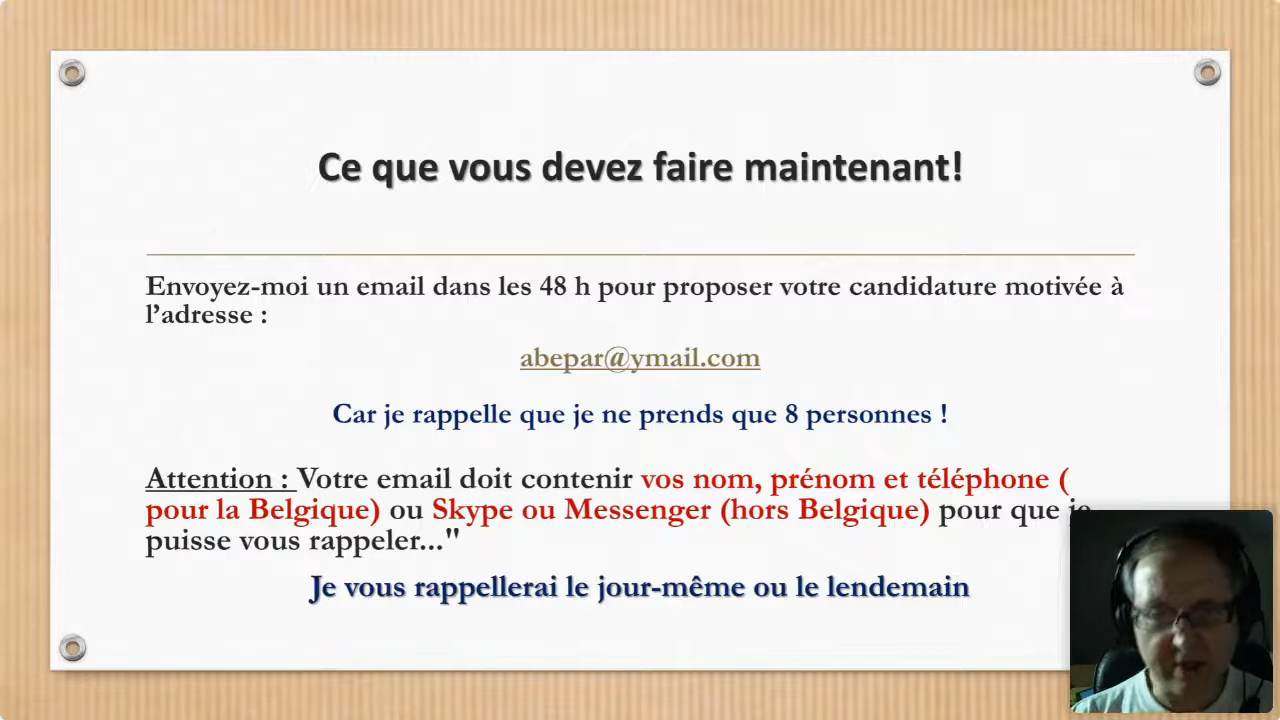 Ce que vous devez faire maintenant!
Envoyez-moi un email dans les 48 h pour proposer votre candidature motivée à
l’adresse :
abepar@ymail.com
Car je rappelle que je ne prends que 8 personnes !
Attention : Votre email doit contenir vos nom, prénom et téléphone (
pour la Belgique) ou Skype ou Messenger (hors Belgique) pour que je
puisse vous rappeler..."
Je vous rappellerai le jour-même ou le lendemain